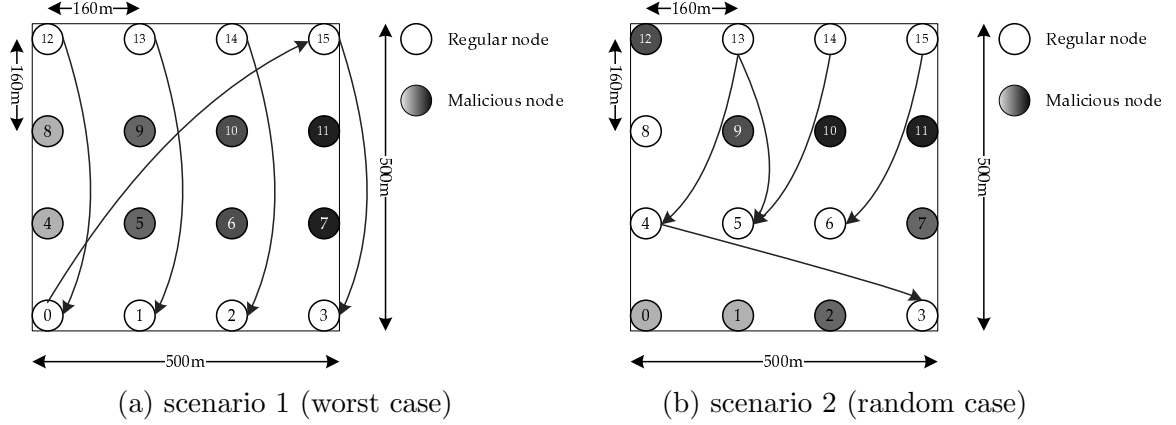 160m 160m
12 13 14 15 Regular node 12 13 14 15 Regular node
160m 160m
Malicious node Malicious node
8 9 10 11 8 9 10 11
500m 500m
4 5 6 7 4 5 6 7
0 1 2 3 0 1 2 3
500m 500m
(a) scenario 1 (worst case) (b) scenario 2 (random case)